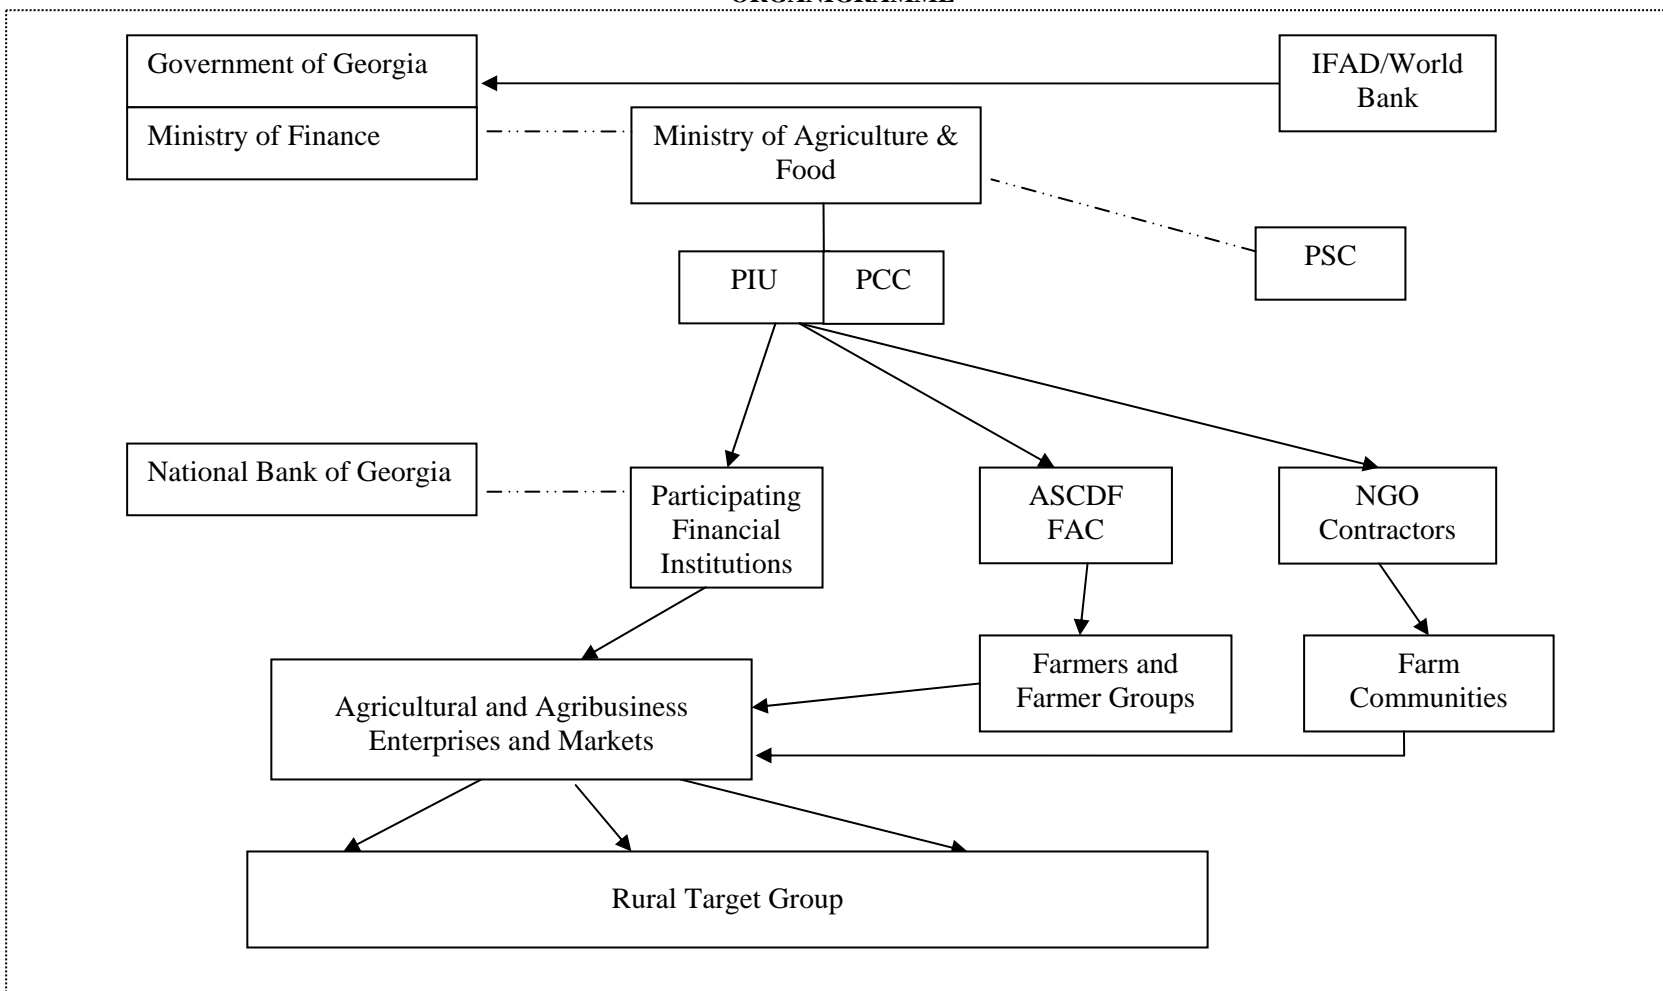 ORGANIGRAMME
Government of Georgia
IFAD/World
Bank
Ministry of Finance
Ministry of Agriculture &
Food
PSC
PIU
PCC
National Bank of Georgia
Participating
Financial
Institutions
ASCDF
FAC
NGO
Contractors
Farmers and
Farmer Groups
Farm
Communities
Agricultural and Agribusiness
Enterprises and Markets
Rural Target Group